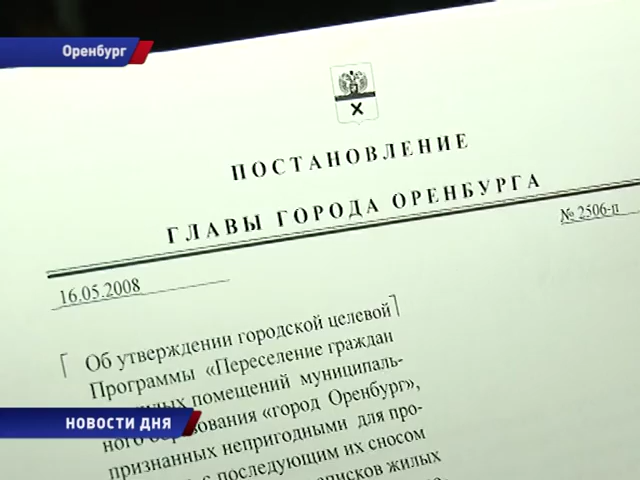 Оренбург
ПОСТАНОВЛЕНИЕ
ГЛАВЫ ГОРОДА ОРЕНБУРГА
№ 2506-п
16.05.2008
Об утверждении городской целевой
Программы «Переселение граждан
помещений муниципаль-
ного образования «город Оренбург»,
признанных непригодными для про-
с последующим их сносом
жилых
НОВОСТИ ДНЯ